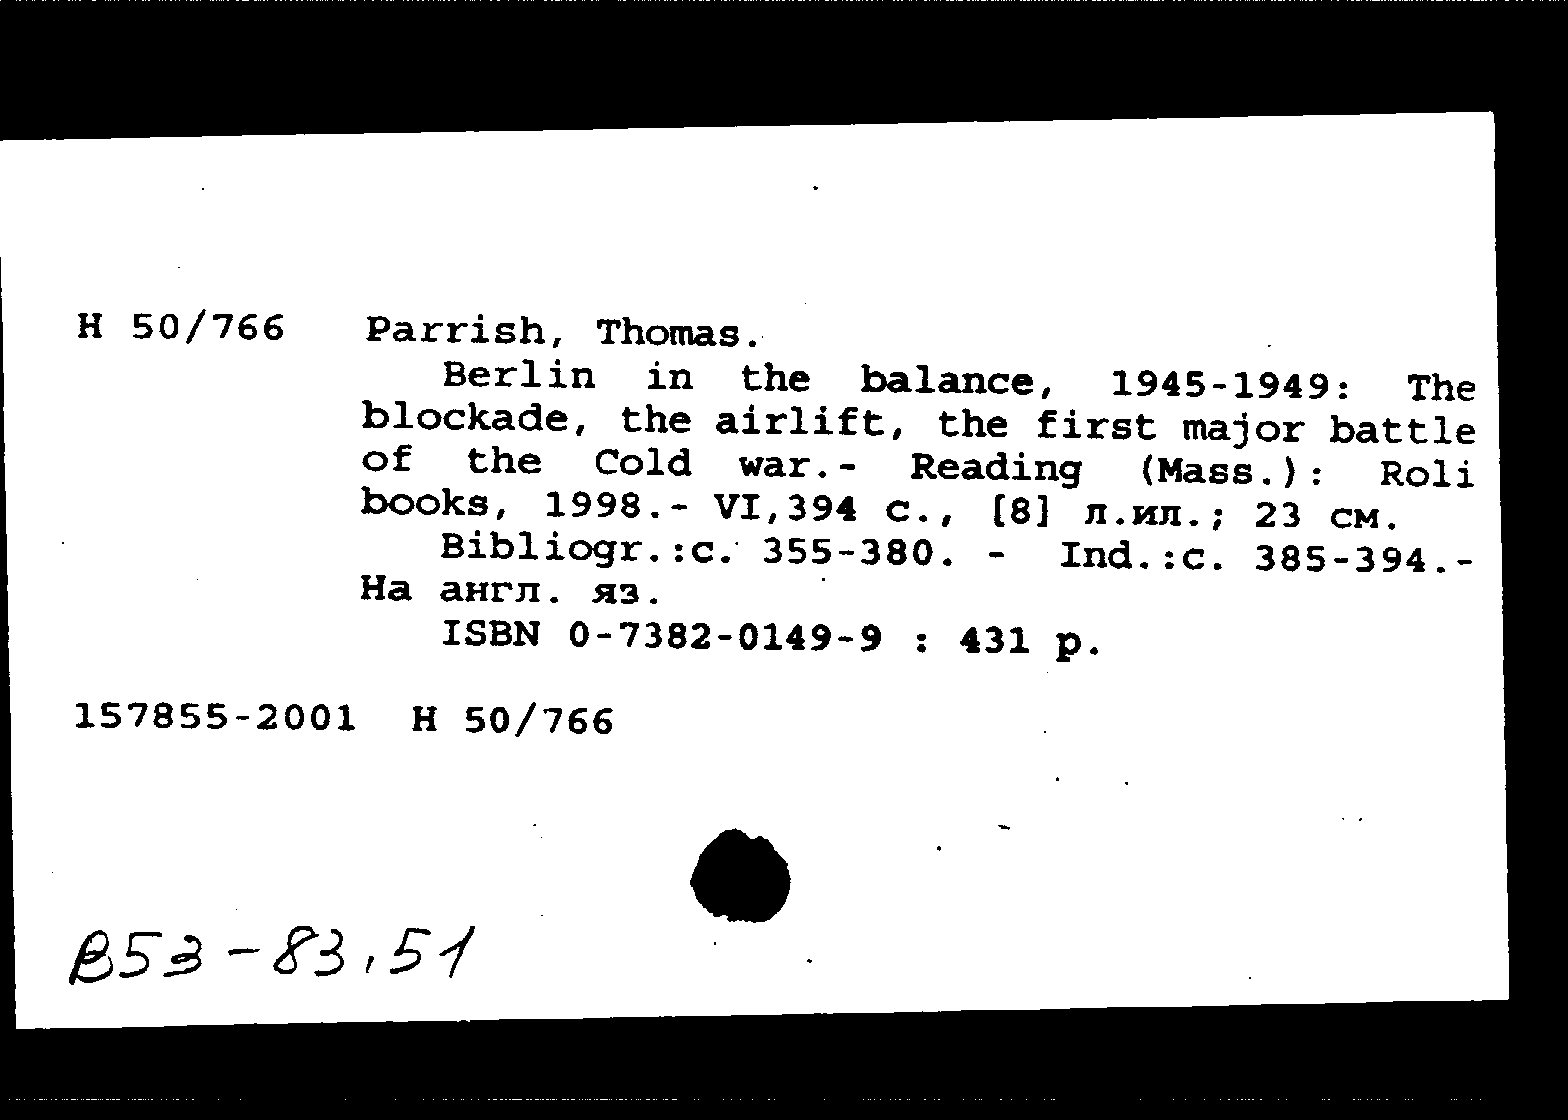 H 50/766 Parrish, Thomas.
Berlin in the balance, 1945-1949: The
blockade, the airlift, the first major battle
of the Cold war.- Reading (Mass.): Roli
books, 1998.- VI,394 с., [8] л.ил.; 23 см.
Bibliogr.:с. 355-380. - Ind.:с. 385-394.-
На англ. яз.
ISBN 0-7382-0149-9 : 431 р.
157855-2001 H 50/766
В53-83,51